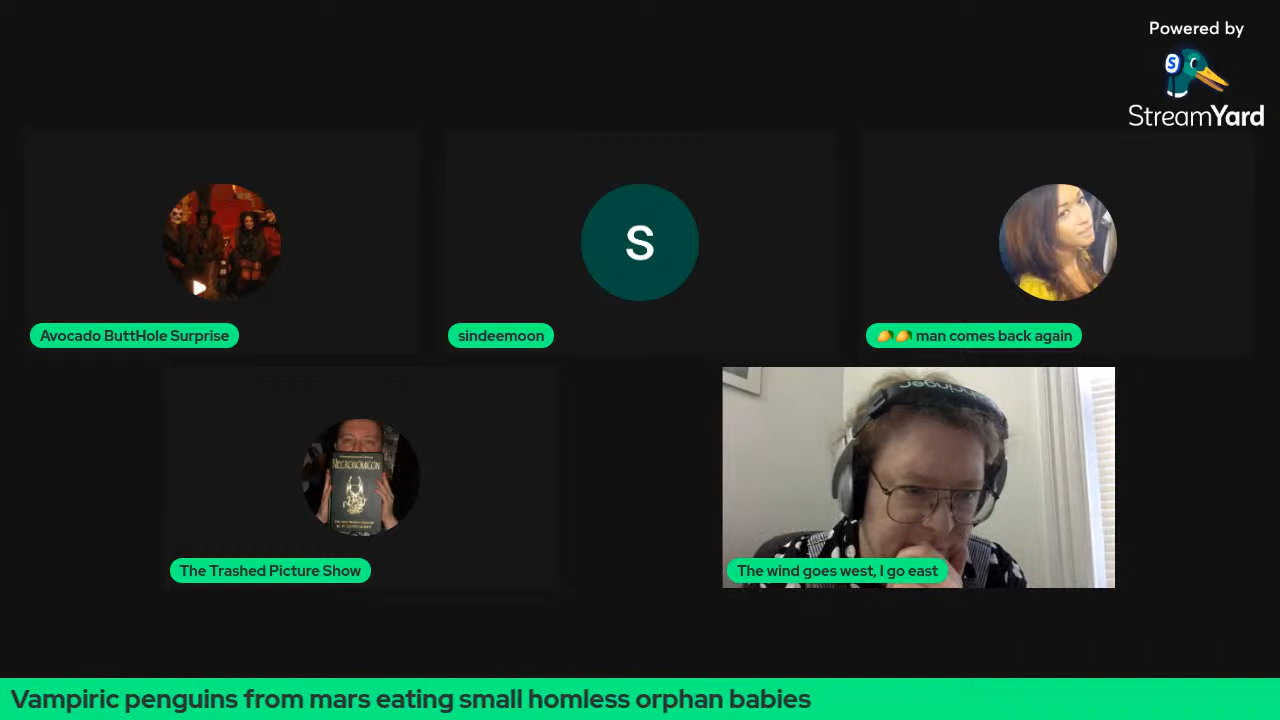 Powered by
S
StreamYard
S
Avocado ButtHole Surprise
sindeemoon
🥭🥭 man comes back again
NECRONOMICON
The Trashed Picture Show
The wind goes west, I go east
Vampiric penguins from mars eating small homless orphan babies